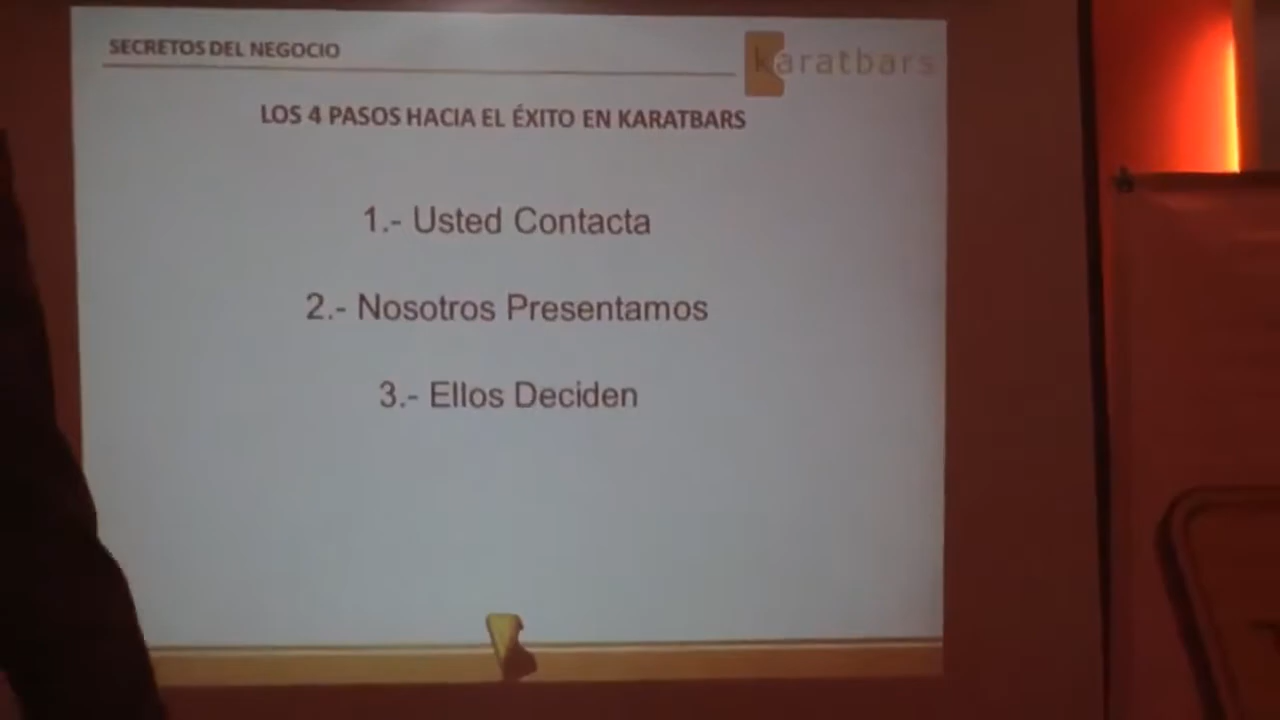 SECRETOS DEL NEGOCIO
karatbars
LOS 4 PASOS HACIA EL ÉXITO EN KARATBARS
1.- Usted Contacta
2.- Nosotros Presentamos
3.- Ellos Deciden